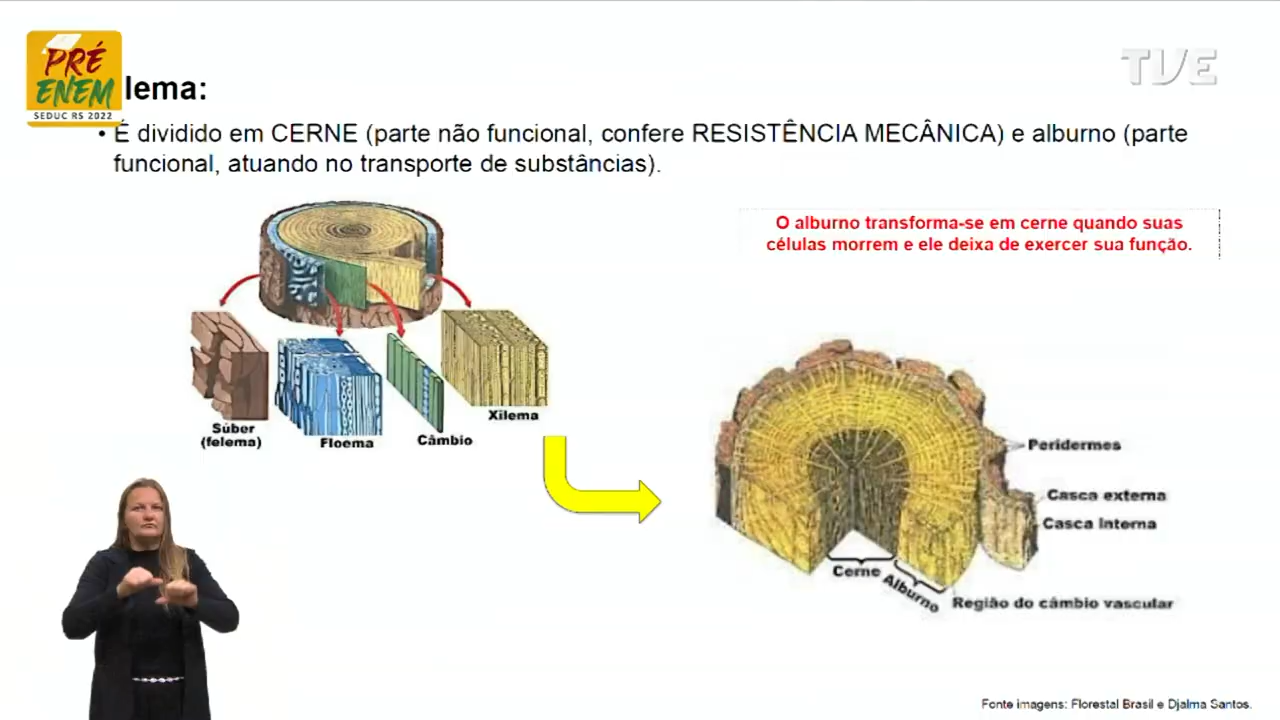 PRÉ
ENEM
SEDUC RS 2022
TVE
lema:
• É dividido em CERNE (parte não funcional, confere RESISTÊNCIA MECÂNICA) e alburno (parte
funcional, atuando no transporte de substâncias).
O alburno transforma-se em cerne quando suas
células morrem e ele deixa de exercer sua função.
Súber
(felema)
Floema
Câmbio
Xilema
Peridermes
Casca externa
Casca Interna
Cerne
Alburno
Região do câmbio vascular
Fonte imagens: Florestal Brasil e Djalma Santos.